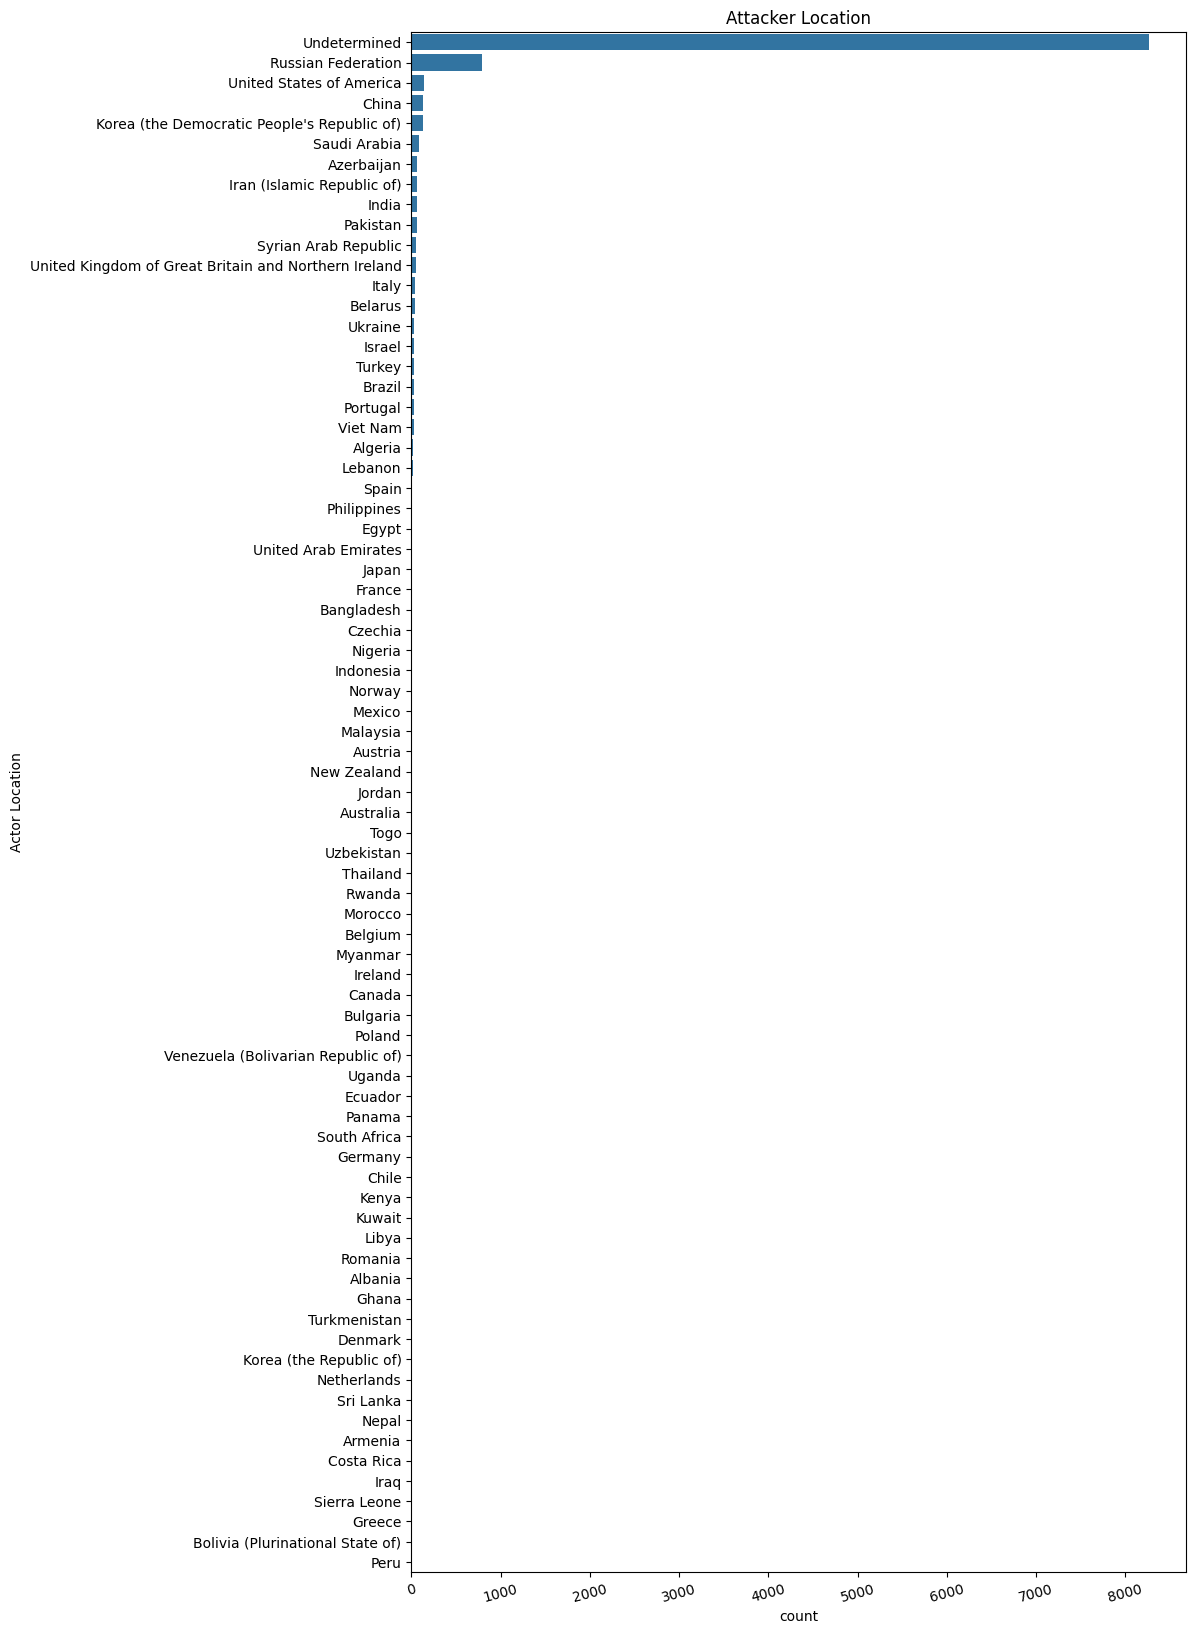 Attacker Location
Undetermined
Russian Federation
United States of America
China
Korea (the Democratic People's Republic of)
Saudi Arabia
Azerbaijan
Iran (Islamic Republic of)
India
Pakistan
Syrian Arab Republic
United Kingdom of Great Britain and Northern Ireland
Italy
Belarus
Ukraine
Israel
Turkey
Brazil
Portugal
Viet Nam
Algeria
Lebanon
Spain
Philippines
Egypt
United Arab Emirates
Japan
France
Bangladesh
Czechia
Nigeria
Indonesia
Norway
Mexico
Malaysia
Austria
New Zealand
Jordan
Australia
Togo
Uzbekistan
Thailand
Rwanda
Morocco
Belgium
Myanmar
Ireland
Canada
Bulgaria
Poland
Venezuela (Bolivarian Republic of)
Uganda
Ecuador
Panama
South Africa
Germany
Chile
Kenya
Kuwait
Libya
Romania
Albania
Ghana
Turkmenistan
Denmark
Korea (the Republic of)
Netherlands
Sri Lanka
Nepal
Armenia
Costa Rica
Iraq
Sierra Leone
Greece
Bolivia (Plurinational State of)
Peru
Actor Location
0 1000 2000 3000 4000 5000 6000 7000 8000
count